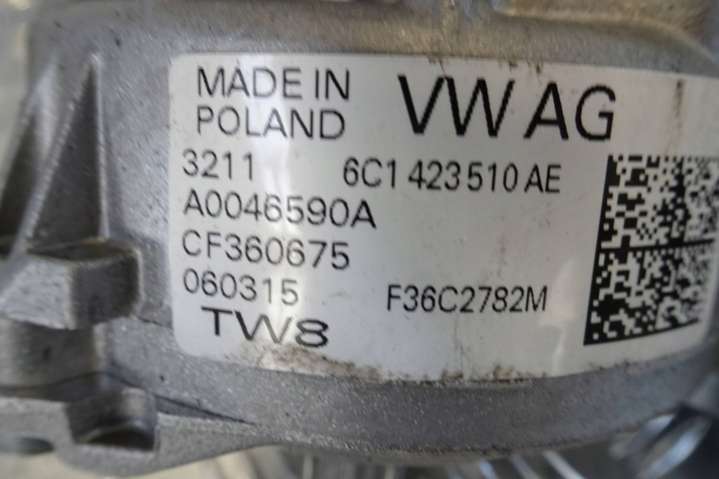 MADE IN VW AG
POLAND
3211 6C1 423 510 AE
A0046590A
CF360675
060315 F36C2782M
TW8